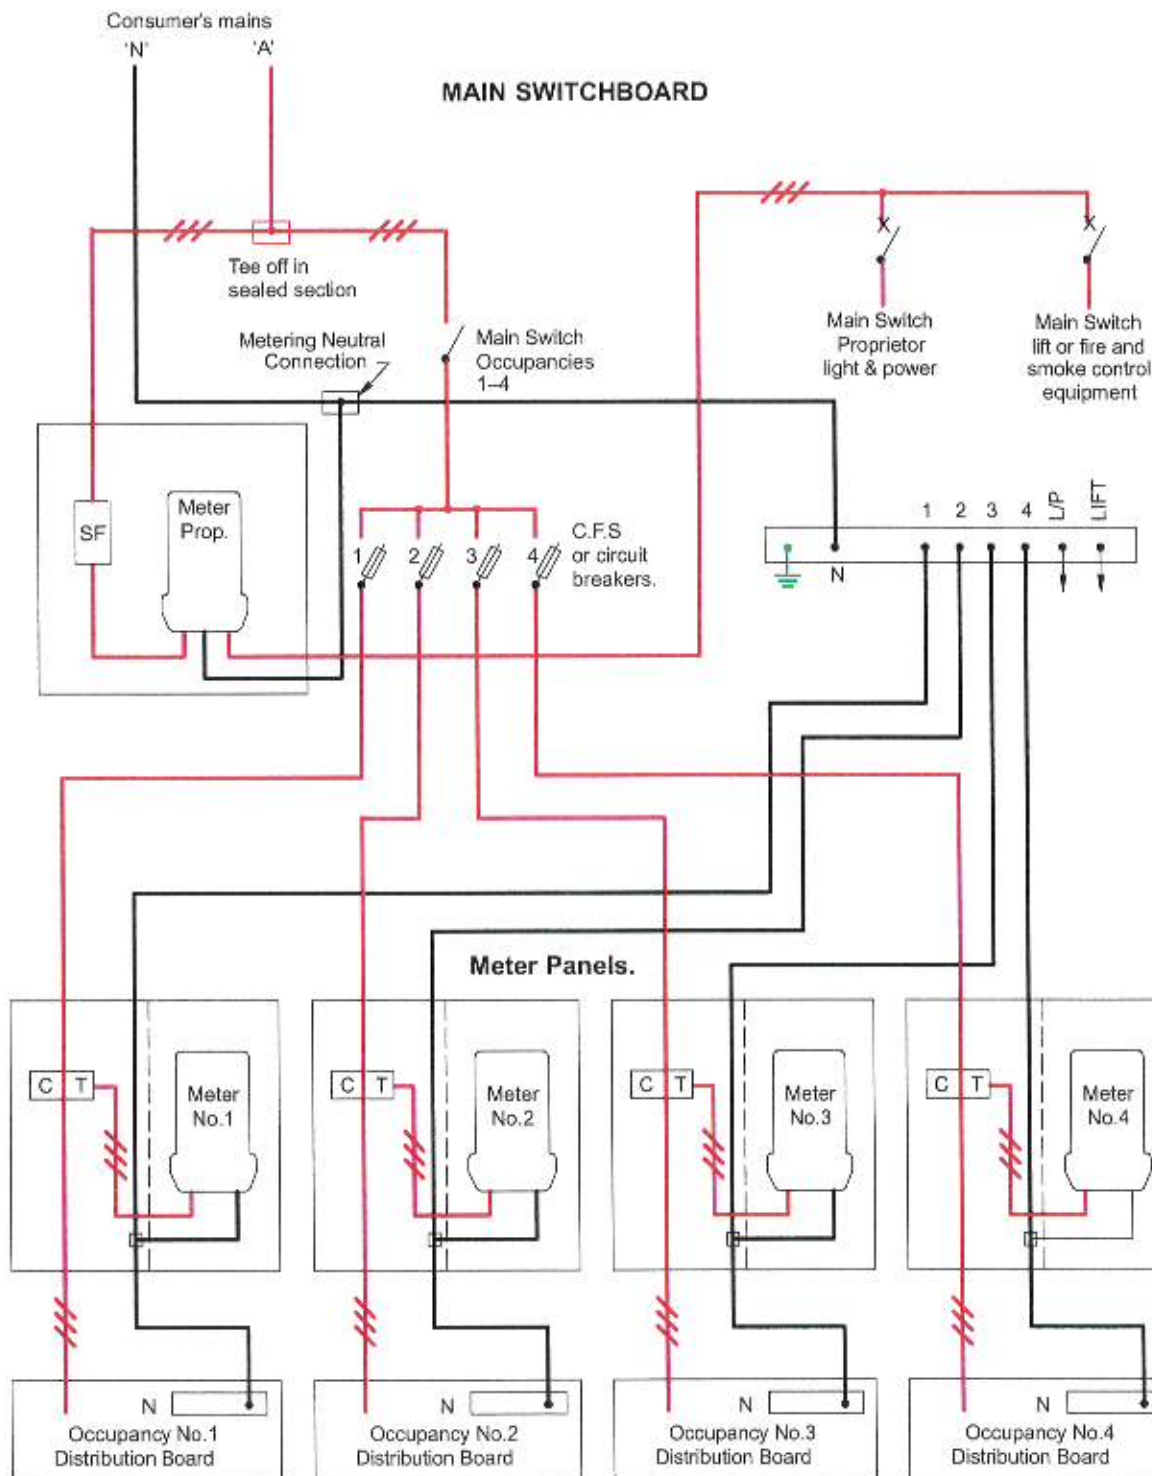 Consumer's mains
'N' 'A'
MAIN SWITCHBOARD
Tee off in
sealed section
Metering Neutral
Connection
Main Switch
Occupancies
1–4
Main Switch
Proprietor
light & power
Main Switch
lift or fire and
smoke control
equipment
SF
Meter
Prop.
1 2 3 4
C.F.S
or circuit
breakers.
N 1 2 3 4 L/P LIFT
Meter Panels.
C T
Meter
No.1
C T
Meter
No.2
C T
Meter
No.3
C T
Meter
No.4
N
Occupancy No.1
Distribution Board
N
Occupancy No.2
Distribution Board
N
Occupancy No.3
Distribution Board
N
Occupancy No.4
Distribution Board